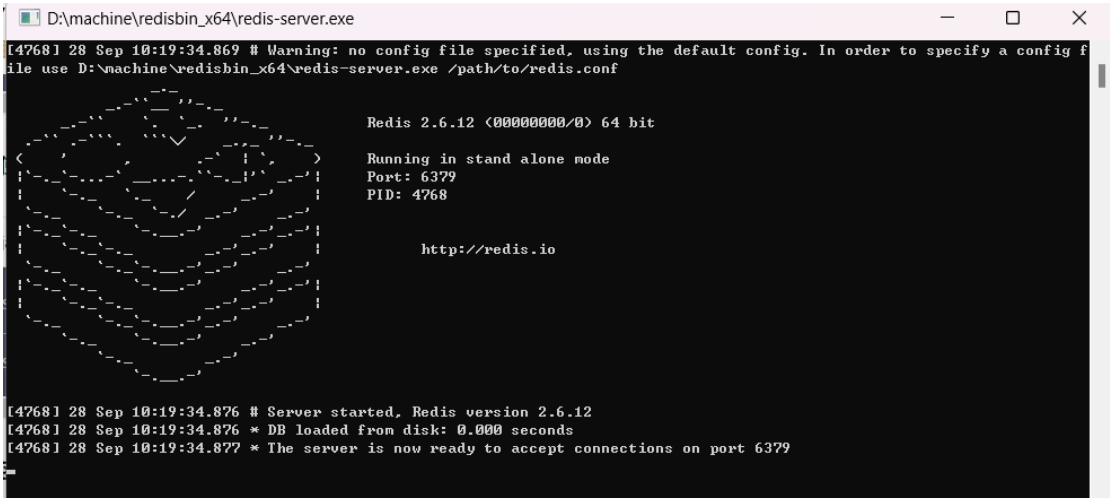 D:\machine\redisbin_x64\redis-server.exe
[4768] 28 Sep 10:19:34.869 # Warning: no config file specified, using the default config. In order to specify a config f
ile use D:\machine\redisbin_x64\redis-server.exe /path/to/redis.conf
Redis 2.6.12 (00000000/0) 64 bit
Running in stand alone mode
Port: 6379
PID: 4768
http://redis.io
[4768] 28 Sep 10:19:34.876 # Server started, Redis version 2.6.12
[4768] 28 Sep 10:19:34.876 * DB loaded from disk: 0.000 seconds
[4768] 28 Sep 10:19:34.877 * The server is now ready to accept connections on port 6379